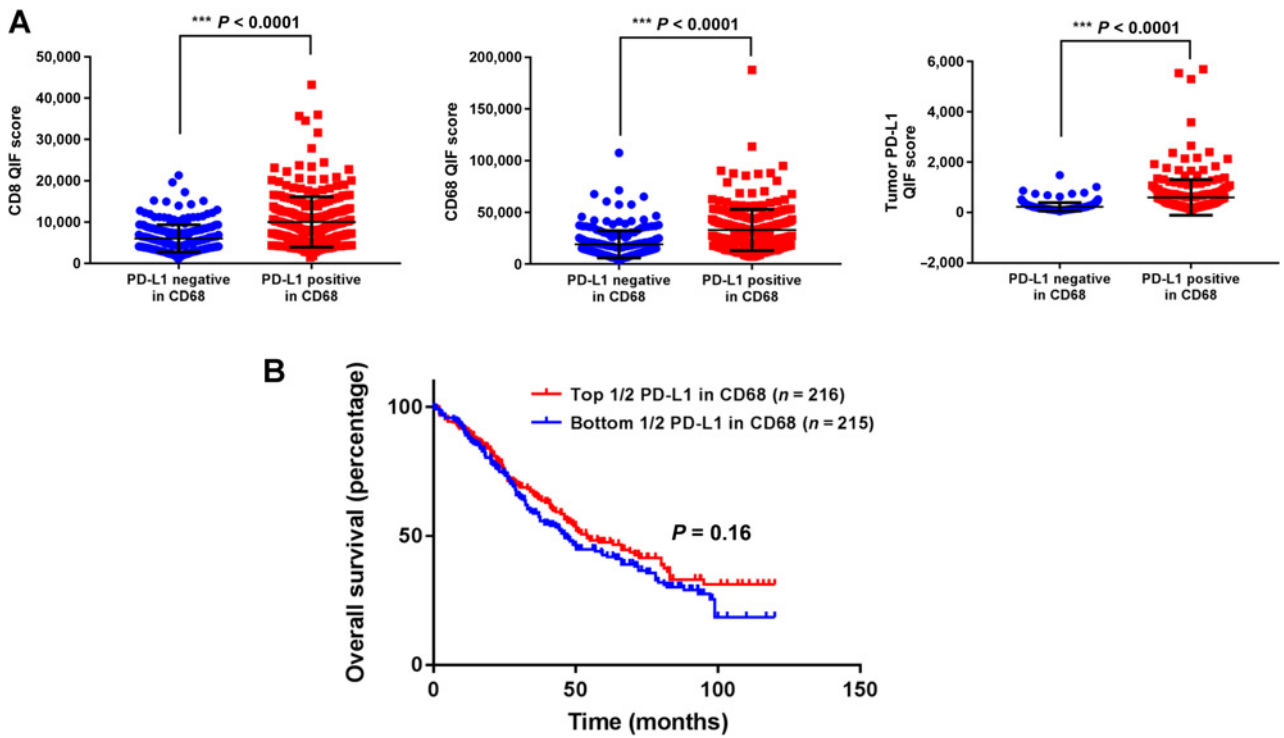 A
*** P < 0.0001
CD8 QIF score
50,000
40,000
30,000
20,000
10,000
0
PD-L1 negative
in CD68
PD-L1 positive
in CD68
*** P < 0.0001
CD68 QIF score
200,000
150,000
100,000
50,000
0
PD-L1 negative
in CD68
PD-L1 positive
in CD68
*** P < 0.0001
Tumor PD-L1
QIF score
6,000
4,000
2,000
0
−2,000
PD-L1 negative
in CD68
PD-L1 positive
in CD68
B
Overall survival (percentage)
100
50
0
Top 1/2 PD-L1 in CD68 (n = 216)
Bottom 1/2 PD-L1 in CD68 (n = 215)
P = 0.16
0
50
100
150
Time (months)